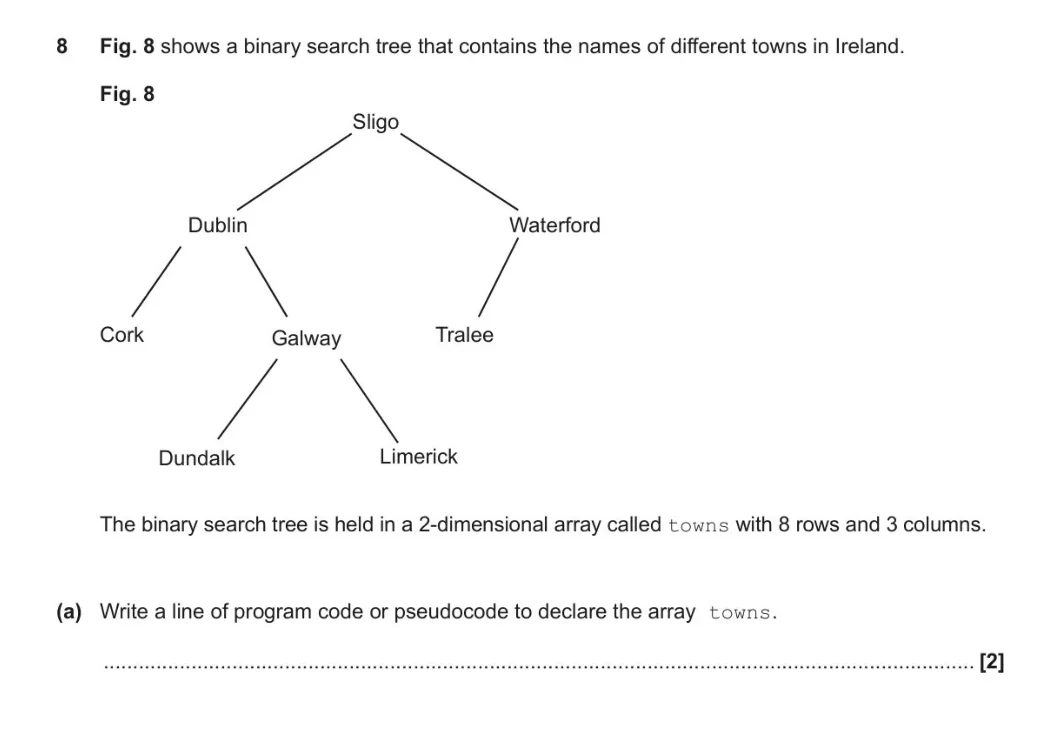 8 Fig. 8 shows a binary search tree that contains the names of different towns in Ireland.
Fig. 8
Sligo
Dublin Waterford
Cork Galway Tralee
Dundalk Limerick
The binary search tree is held in a 2-dimensional array called towns with 8 rows and 3 columns.
(a) Write a line of program code or pseudocode to declare the array towns.
[2]